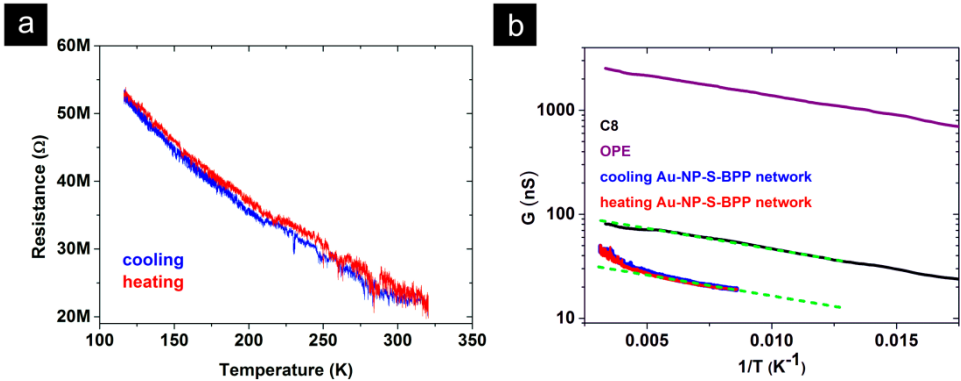 a
60M
50M
40M
30M
20M
Resistance (Ω)
cooling
heating
100 150 200 250 300 350
Temperature (K)
b
1000
100
10
G (nS)
C8
OPE
cooling Au-NP-S-BPP network
heating Au-NP-S-BPP network
0.005 0.010 0.015
1/T (K-1)